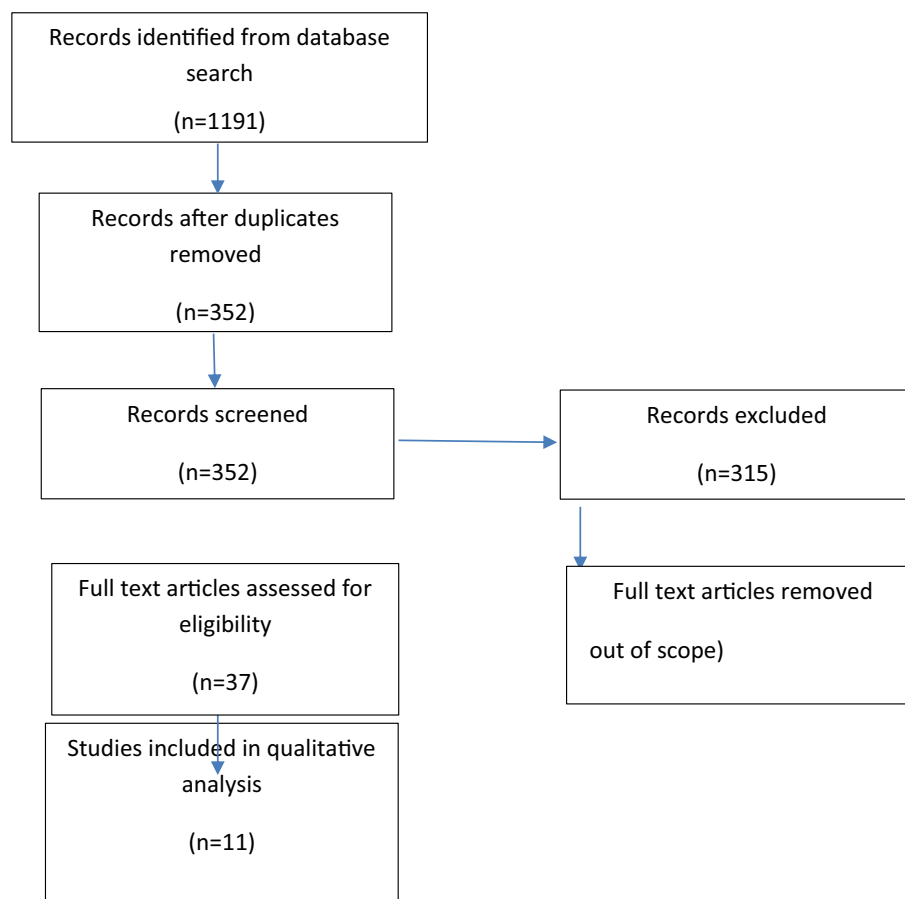 Records identified from database
search
(n=1191)
Records after duplicates
removed
(n=352)
Records screened
(n=352)
Records excluded
(n=315)
Full text articles assessed for
eligibility
(n=37)
Full text articles removed
out of scope)
Studies included in qualitative
analysis
(n=11)